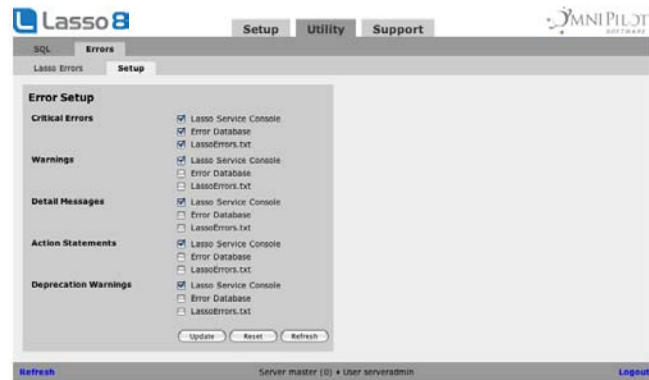 Lasso 8
Setup Utility Support
OMNIPILOT
SOFTWARE
SQL Errors
Lasso Errors Setup
Error Setup
Critical Errors Lasso Service Console
Error Database
LassoErrors.txt
Warnings Lasso Service Console
Error Database
LassoErrors.txt
Detail Messages Lasso Service Console
Error Database
LassoErrors.txt
Action Statements Lasso Service Console
Error Database
LassoErrors.txt
Deprecation Warnings Lasso Service Console
Error Database
LassoErrors.txt
Update Reset Refresh
Refresh Server master (0) • User serveradmin Logout